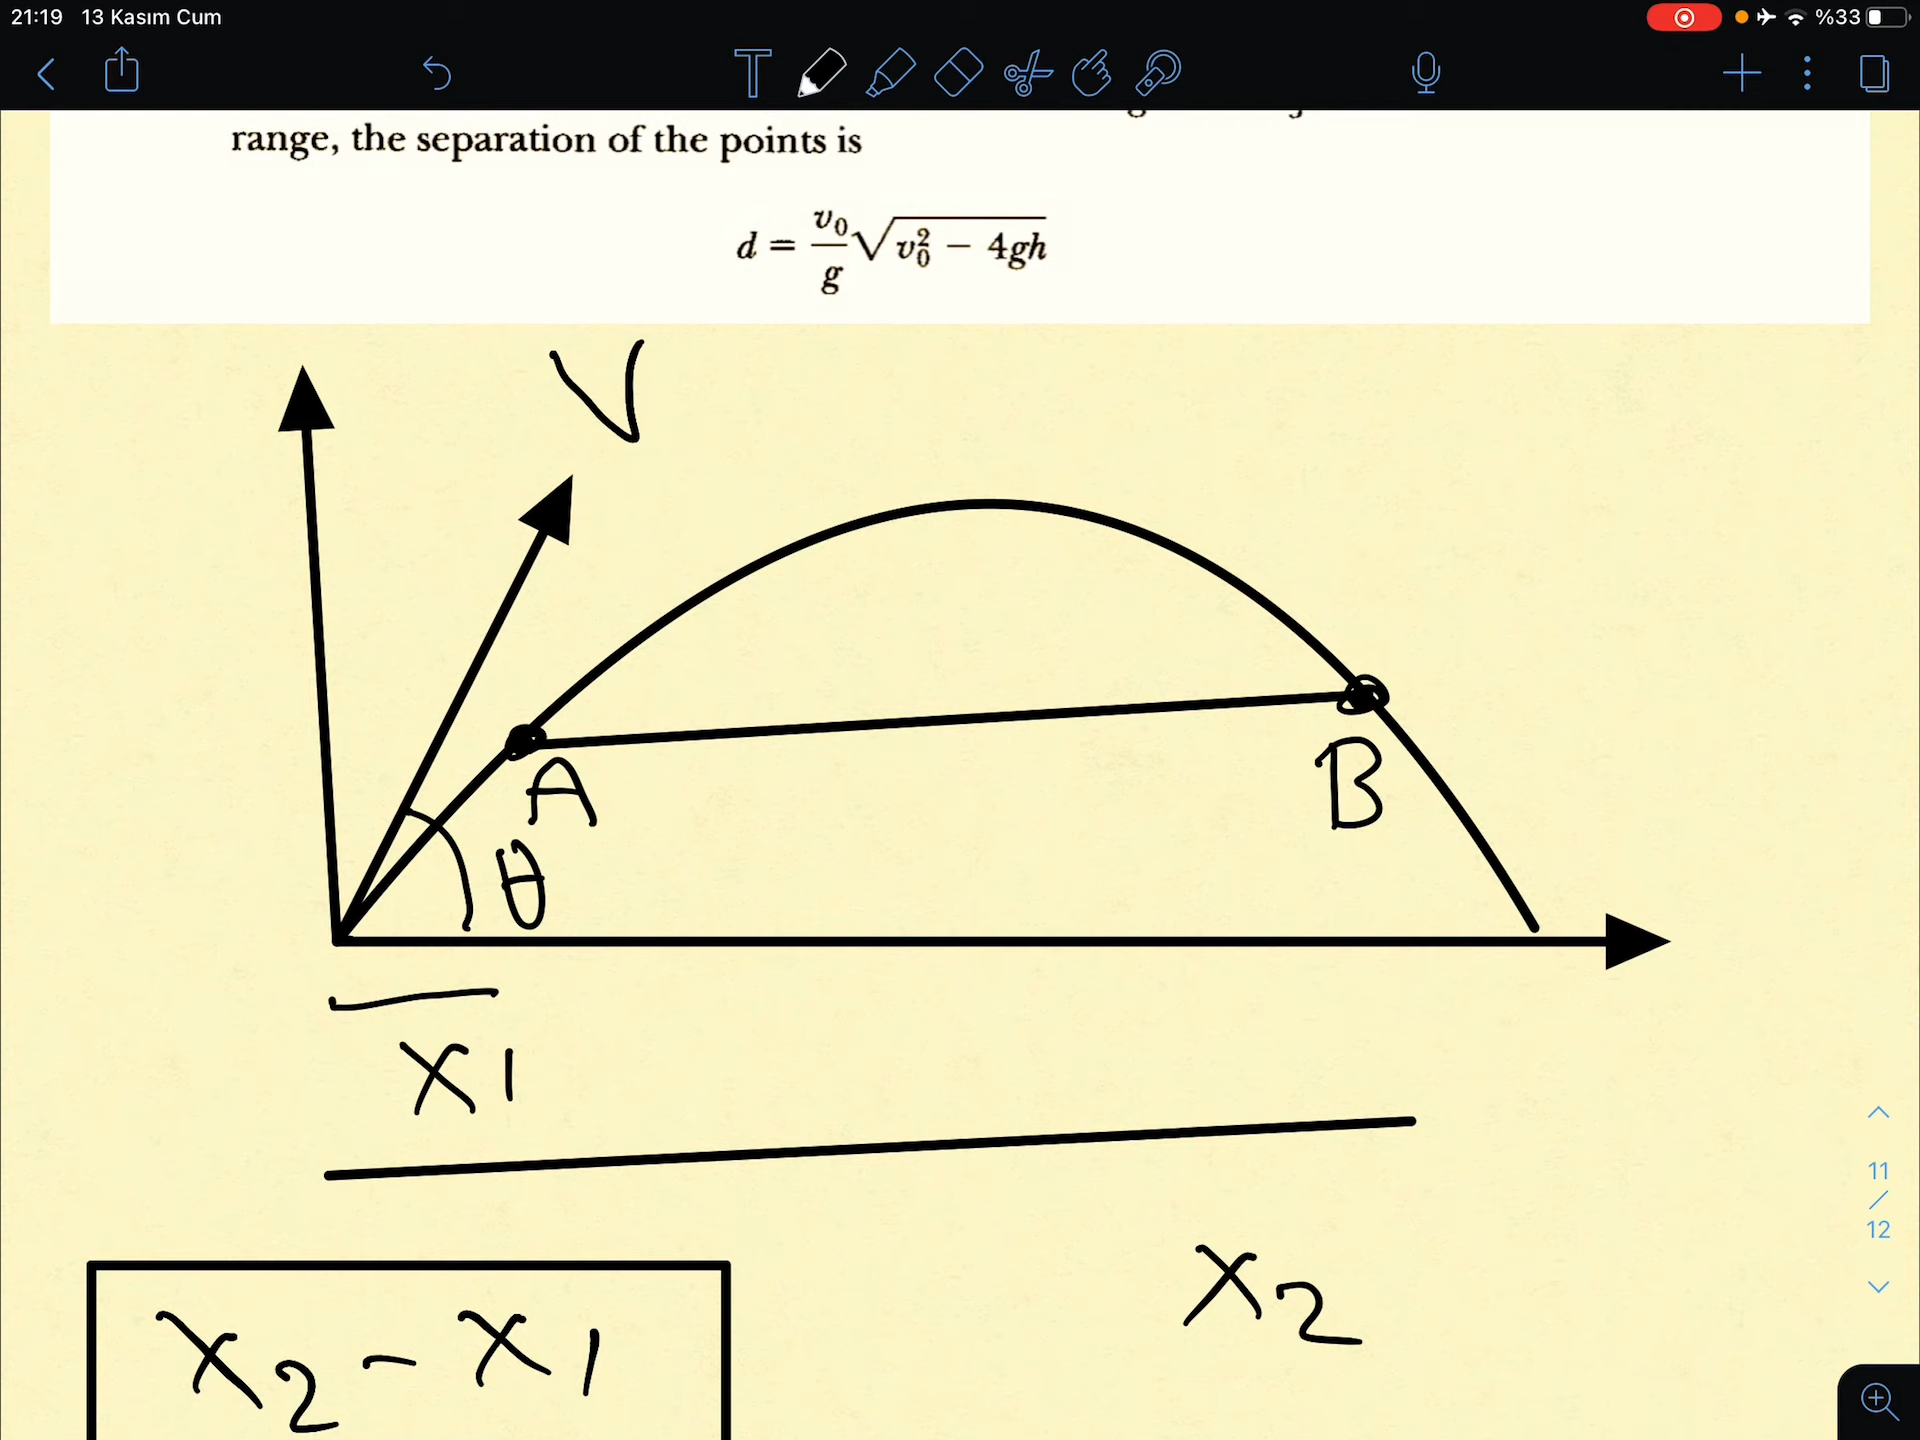 21:19 13 Kasım Cum
%33
T
range, the separation of the points is
d = v₀/g √(v₀² − 4gh)
V
A
B
θ
x1
11
/
12
x2
x2 - x1